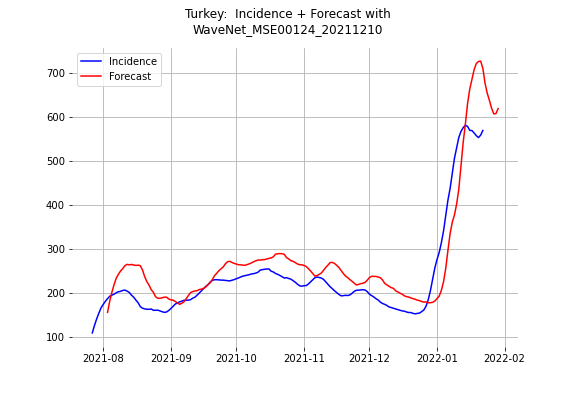 Turkey:  Incidence + Forecast with
WaveNet_MSE00124_20211210
Incidence
Forecast
700
600
500
400
300
200
100
2021-08 2021-09 2021-10 2021-11 2021-12 2022-01 2022-02